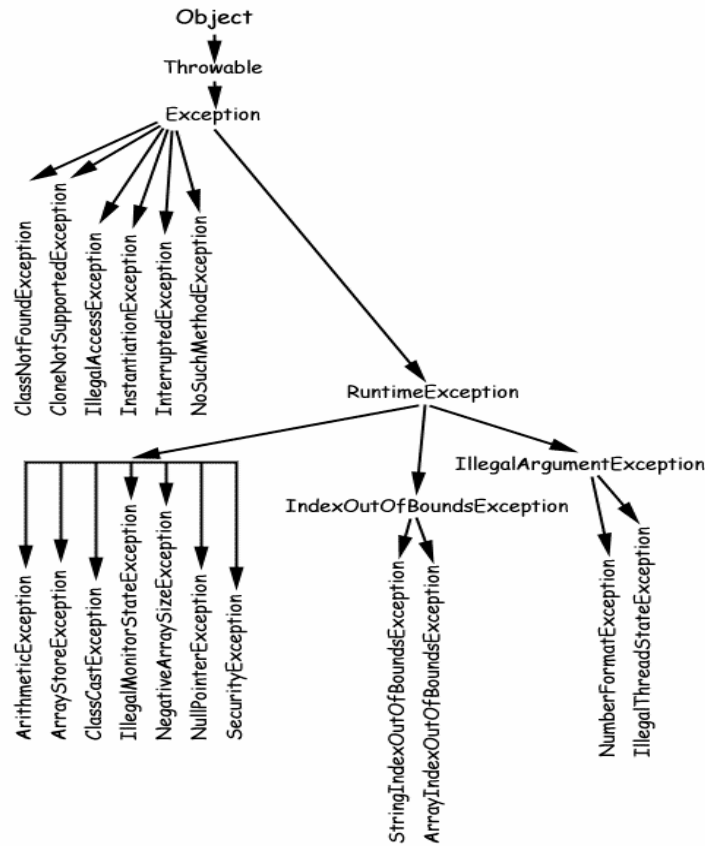 Object
Throwable
Exception
ClassNotFoundException
CloneNotSupportedException
IllegalAccessException
InstantiationException
InterruptedException
NoSuchMethodException
RuntimeException
IllegalArgumentException
IndexOutOfBoundsException
ArithmeticException
ArrayStoreException
ClassCastException
IllegalMonitorStateException
NegativeArraySizeException
NullPointerException
SecurityException
StringIndexOutOfBoundsException
ArrayIndexOutOfBoundsException
NumberFormatException
IllegalThreadStateException